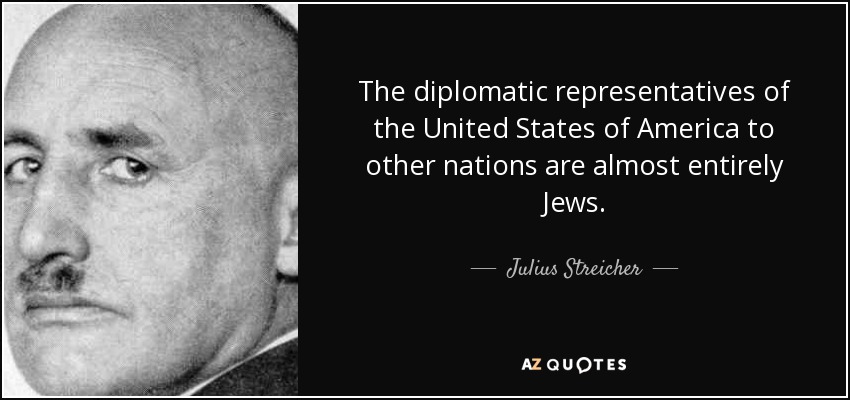 The diplomatic representatives of
the United States of America to
other nations are almost entirely
Jews.
Julius Streicher
AZ QUOTES